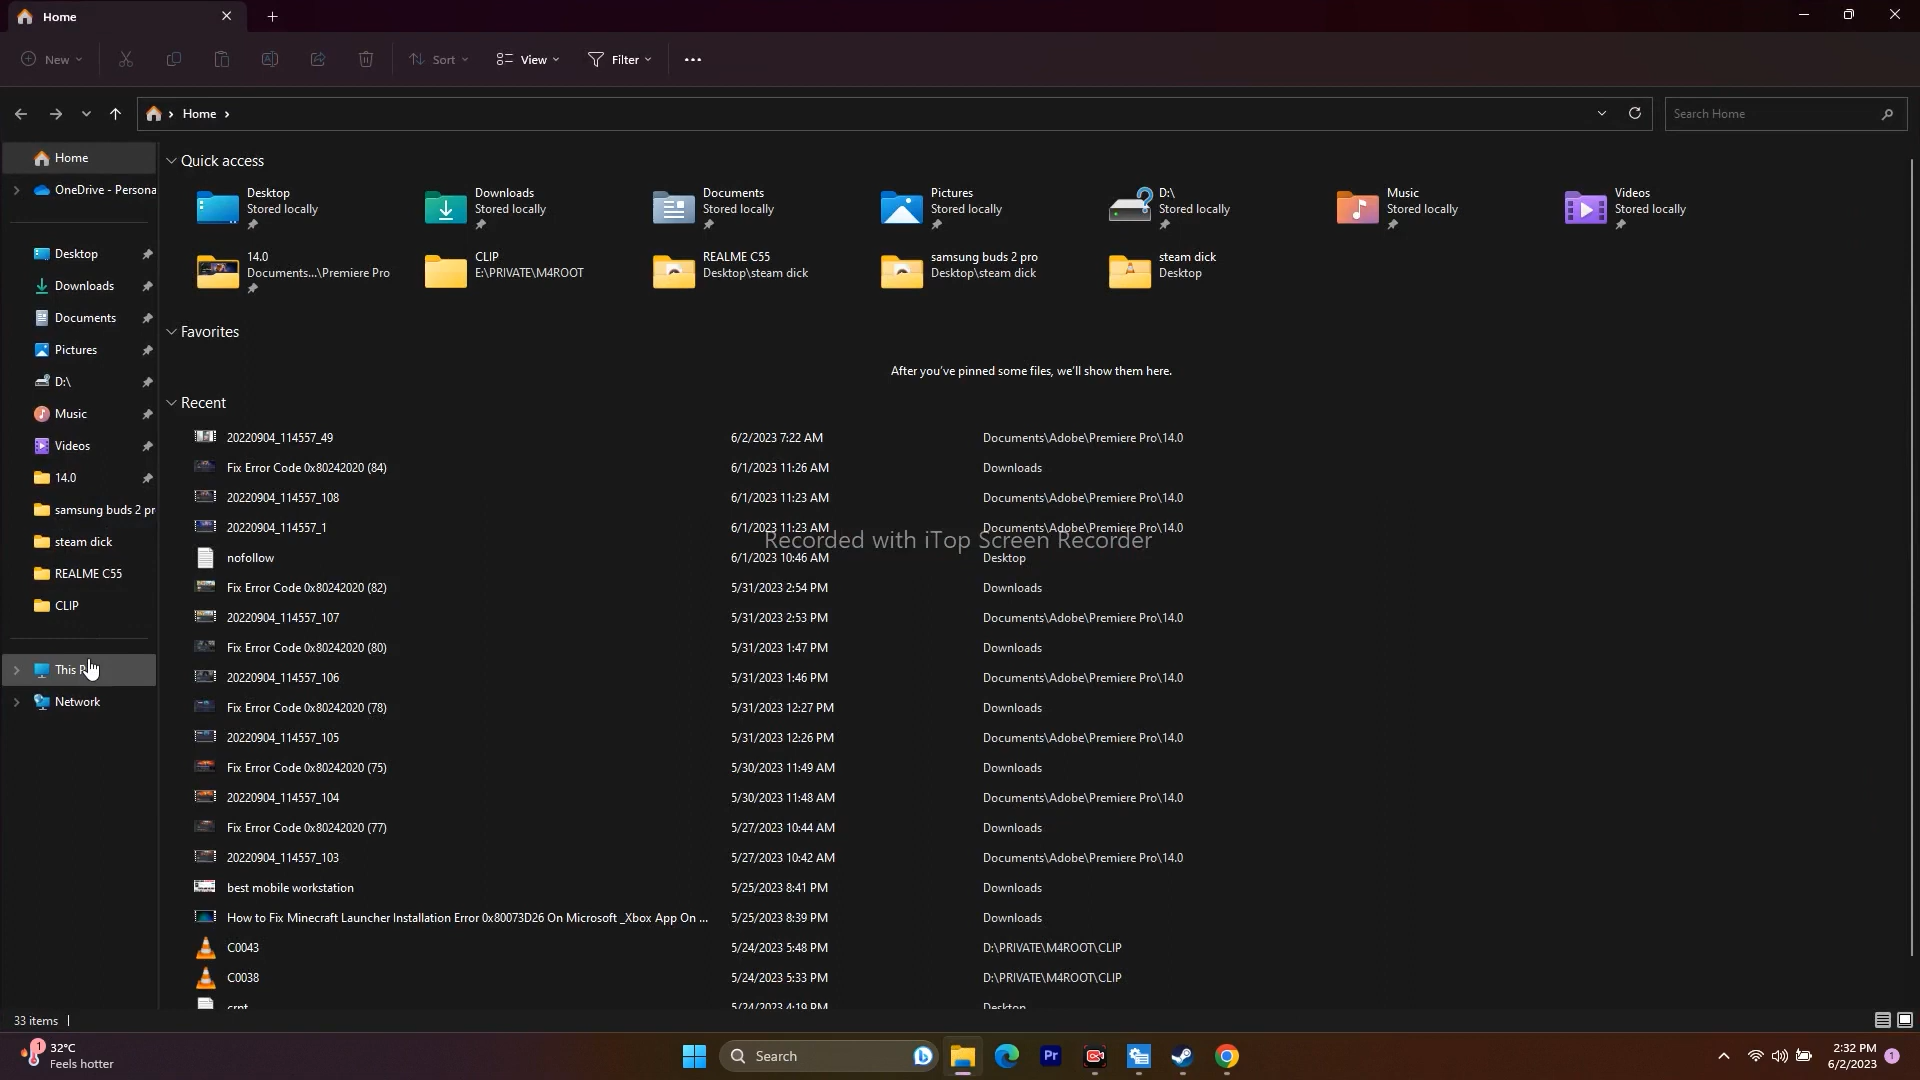 Home
New
Sort
View
Filter
Home
Search Home
Home
OneDrive - Persona
Desktop
Downloads
Documents
Pictures
D:\
Music
Videos
14.0
samsung buds 2 pr
steam dick
REALME C55
CLIP
This P
Network
Quick access
Desktop
Stored locally
Downloads
Stored locally
Documents
Stored locally
Pictures
Stored locally
D:\
Stored locally
Music
Stored locally
Videos
Stored locally
14.0
Documents...\Premiere Pro
CLIP
E:\PRIVATE\M4ROOT
REALME C55
Desktop\steam dick
samsung buds 2 pro
Desktop\steam dick
steam dick
Desktop
Favorites
After you've pinned some files, we'll show them here.
Recent
20220904_114557_49 6/2/2023 7:22 AM Documents\Adobe\Premiere Pro\14.0
Fix Error Code 0x80242020 (84) 6/1/2023 11:26 AM Downloads
20220904_114557_108 6/1/2023 11:23 AM Documents\Adobe\Premiere Pro\14.0
20220904_114557_1 6/1/2023 11:23 AM Documents\Adobe\Premiere Pro\14.0
Recorded with iTop Screen Recorder
nofollow 6/1/2023 10:46 AM Desktop
Fix Error Code 0x80242020 (82) 5/31/2023 2:54 PM Downloads
20220904_114557_107 5/31/2023 2:53 PM Documents\Adobe\Premiere Pro\14.0
Fix Error Code 0x80242020 (80) 5/31/2023 1:47 PM Downloads
20220904_114557_106 5/31/2023 1:46 PM Documents\Adobe\Premiere Pro\14.0
Fix Error Code 0x80242020 (78) 5/31/2023 12:27 PM Downloads
20220904_114557_105 5/31/2023 12:26 PM Documents\Adobe\Premiere Pro\14.0
Fix Error Code 0x80242020 (75) 5/30/2023 11:49 AM Downloads
20220904_114557_104 5/30/2023 11:48 AM Documents\Adobe\Premiere Pro\14.0
Fix Error Code 0x80242020 (77) 5/27/2023 10:44 AM Downloads
20220904_114557_103 5/27/2023 10:42 AM Documents\Adobe\Premiere Pro\14.0
best mobile workstation 5/25/2023 8:41 PM Downloads
How to Fix Minecraft Launcher Installation Error 0x80073D26 On Microsoft _Xbox App On ... 5/25/2023 8:39 PM Downloads
C0043 5/24/2023 5:48 PM D:\PRIVATE\M4ROOT\CLIP
C0038 5/24/2023 5:33 PM D:\PRIVATE\M4ROOT\CLIP
crnt 5/24/2023 4:19 PM Desktop
33 items
1
32°C
Feels hotter
Search
Pr
2:32 PM
6/2/2023
1